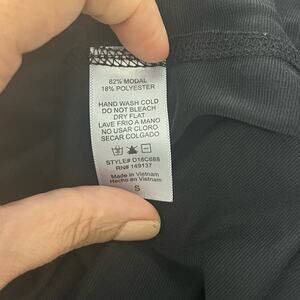 82% MODAL
18% POLYESTER
HAND WASH COLD
DO NOT BLEACH
DRY FLAT
LAVE FRIO A MANO
NO USAR CLORO
SECAR COLGADO
STYLE# D18C688
RN# 149137
Made in Vietnam
Hecho en Vietnam
S